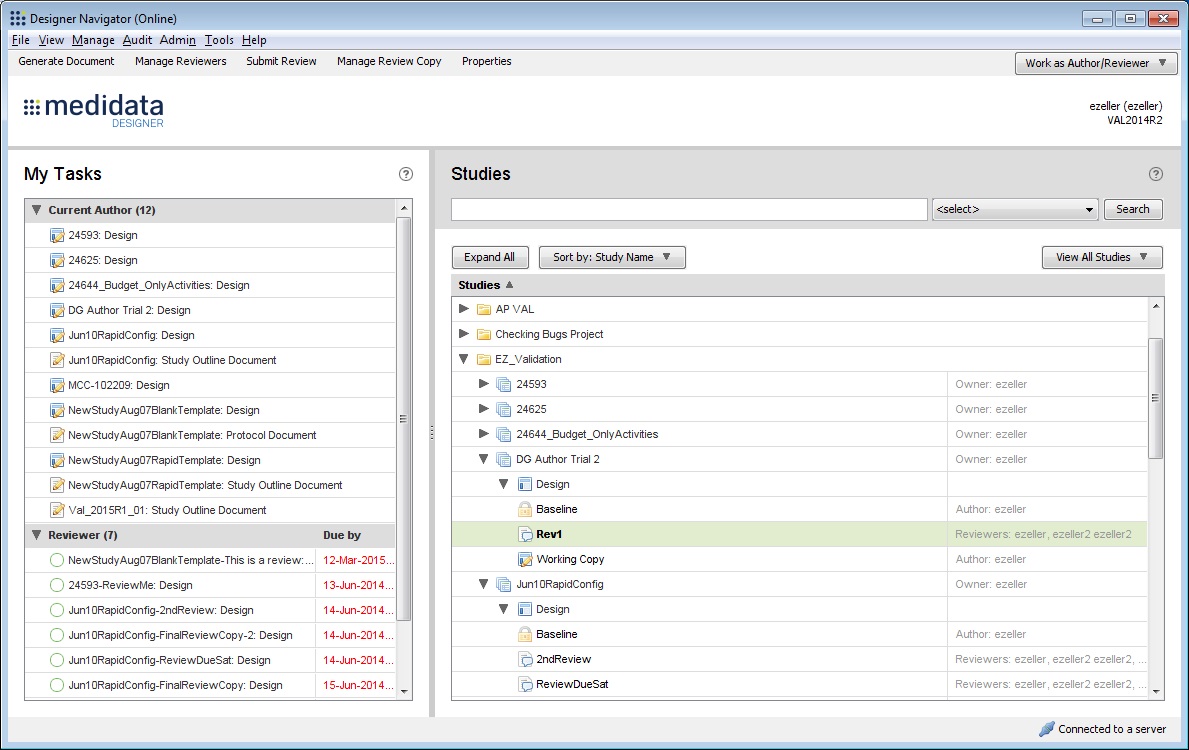 Designer Navigator (Online)
File View Manage Audit Admin Tools Help
Generate Document Manage Reviewers Submit Review Manage Review Copy Properties Work as Author/Reviewer
medidata
DESIGNER
ezeller (ezeller)
VAL2014R2
My Tasks ?
Current Author (12)
24593: Design
24625: Design
24644_Budget_OnlyActivities: Design
DG Author Trial 2: Design
Jun10RapidConfig: Design
Jun10RapidConfig: Study Outline Document
MCC-102209: Design
NewStudyAug07BlankTemplate: Design
NewStudyAug07BlankTemplate: Protocol Document
NewStudyAug07RapidTemplate: Design
NewStudyAug07RapidTemplate: Study Outline Document
Val_2015R1_01: Study Outline Document
Reviewer (7) Due by
NewStudyAug07BlankTemplate-This is a review:... 12-Mar-2015...
24593-ReviewMe: Design 13-Jun-2014...
Jun10RapidConfig-2ndReview: Design 14-Jun-2014...
Jun10RapidConfig-FinalReviewCopy-2: Design 14-Jun-2014...
Jun10RapidConfig-ReviewDueSat: Design 14-Jun-2014...
Jun10RapidConfig-FinalReviewCopy: Design 15-Jun-2014...
Studies ?
<select> Search
Expand All Sort by: Study Name View All Studies
Studies
AP VAL
Checking Bugs Project
EZ_Validation
24593 Owner: ezeller
24625 Owner: ezeller
24644_Budget_OnlyActivities Owner: ezeller
DG Author Trial 2 Owner: ezeller
Design
Baseline Author: ezeller
Rev1 Reviewers: ezeller, ezeller2 ezeller2
Working Copy Author: ezeller
Jun10RapidConfig Owner: ezeller
Design
Baseline Author: ezeller
2ndReview Reviewers: ezeller, ezeller2 ezeller2, ...
ReviewDueSat Reviewers: ezeller, ezeller2 ezeller2, ...
Connected to a server